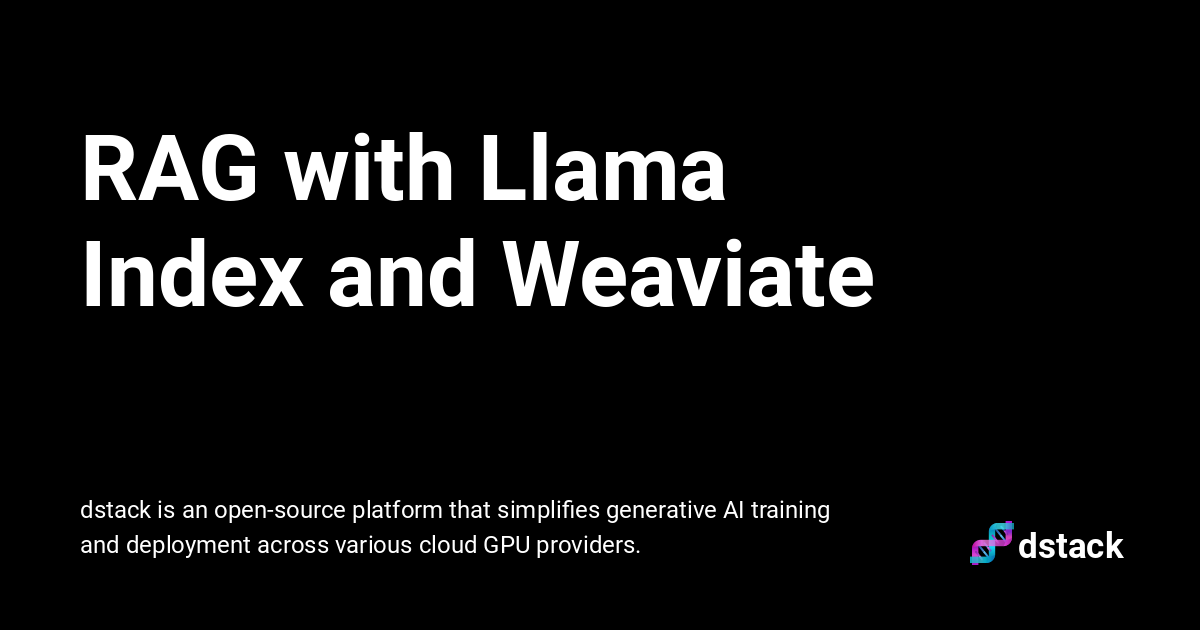 RAG with Llama
Index and Weaviate
dstack is an open-source platform that simplifies generative AI training
and deployment across various cloud GPU providers.
dstack